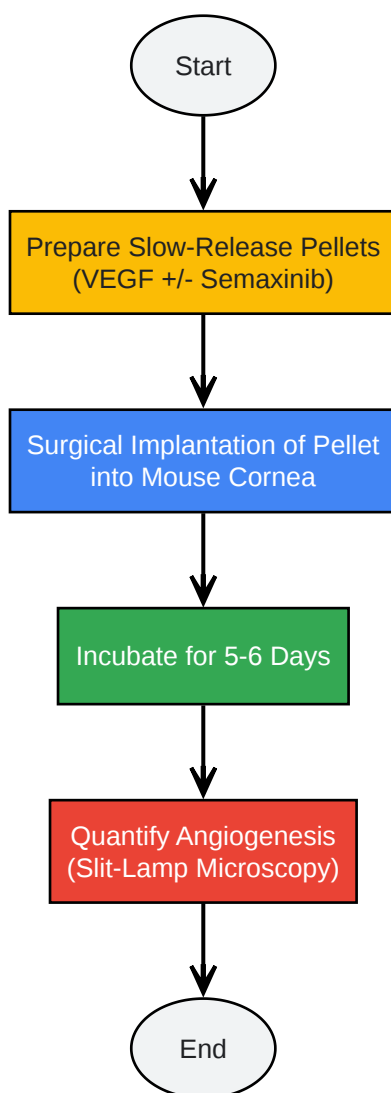 Start
Prepare Slow-Release Pellets
(VEGF +/- Semaxinib)
Surgical Implantation of Pellet
into Mouse Cornea
Incubate for 5-6 Days
Quantify Angiogenesis
(Slit-Lamp Microscopy)
End